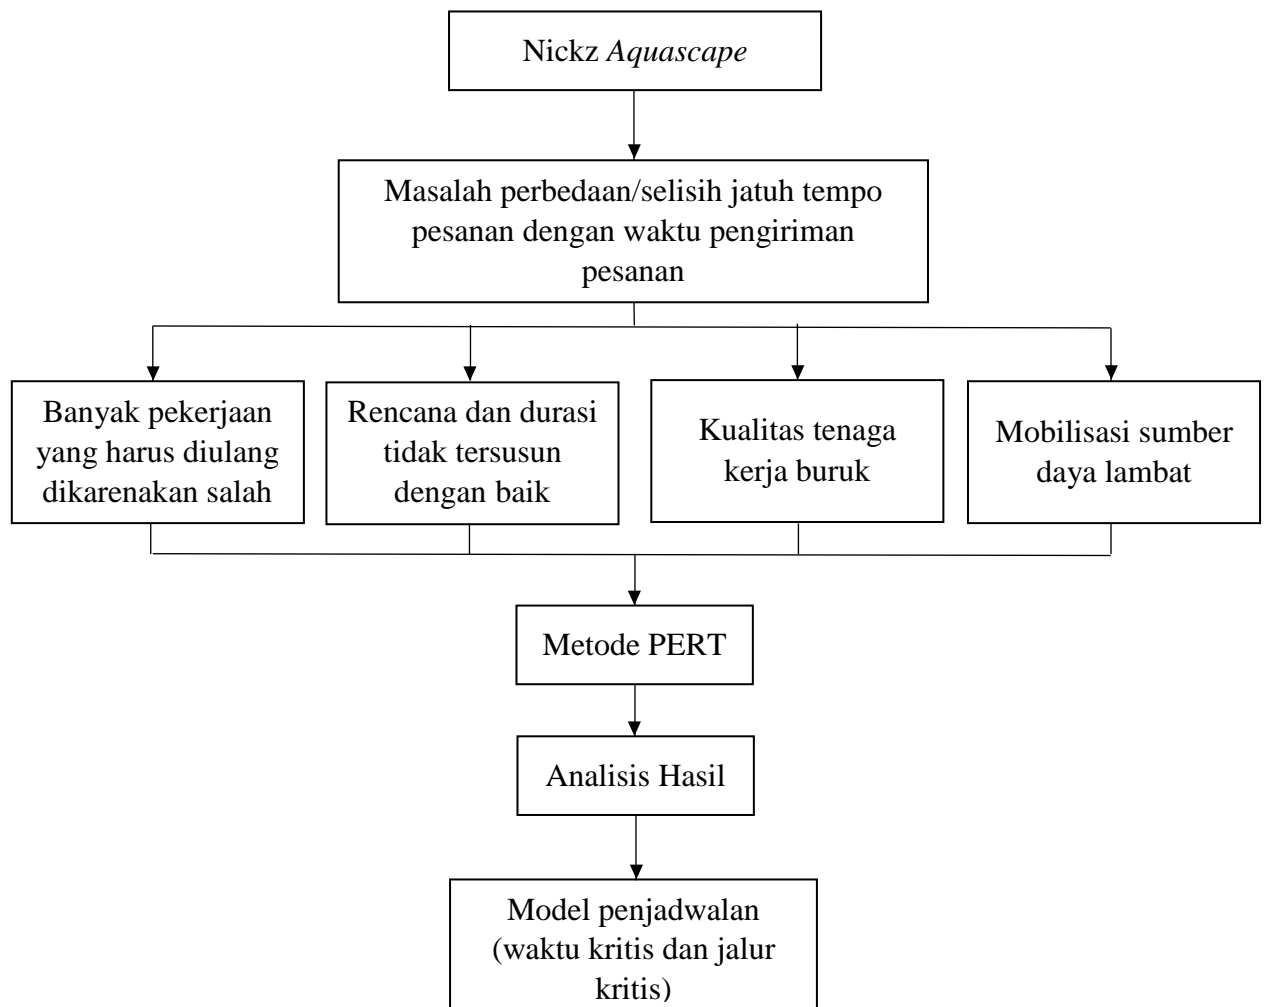 Nickz Aquascape
Masalah perbedaan/selisih jatuh tempo
pesanan dengan waktu pengiriman
pesanan
Banyak pekerjaan
yang harus diulang
dikarenakan salah
Rencana dan durasi
tidak tersusun
dengan baik
Kualitas tenaga
kerja buruk
Mobilisasi sumber
daya lambat
Metode PERT
Analisis Hasil
Model penjadwalan
(waktu kritis dan jalur
kritis)